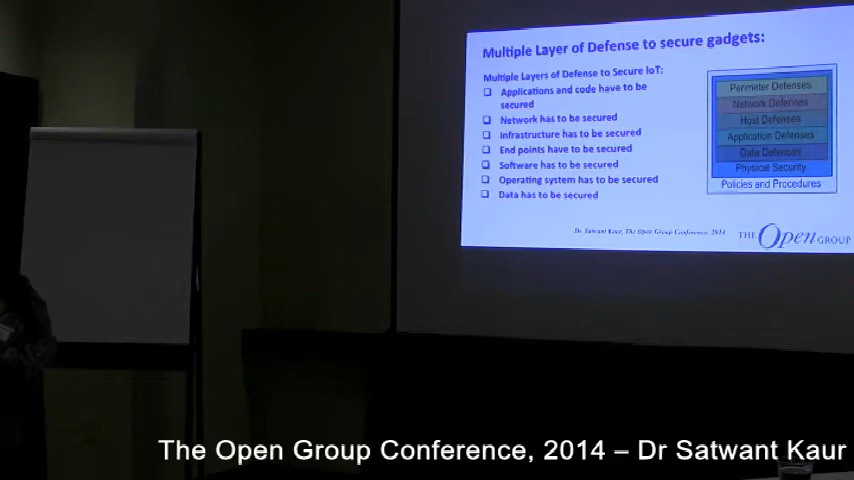 Multiple Layer of Defense to secure gadgets:
Multiple Layers of Defense to Secure IoT:
Applications and code have to be
secured
Network has to be secured
Infrastructure has to be secured
End points have to be secured
Software has to be secured
Operating system has to be secured
Data has to be secured
Perimeter Defenses
Network Defenses
Host Defenses
Application Defenses
Data Defenses
Physical Security
Policies and Procedures
Dr. Satwant Kaur, The Open Group Conference, 2014
THE Open GROUP
The Open Group Conference, 2014 – Dr Satwant Kaur